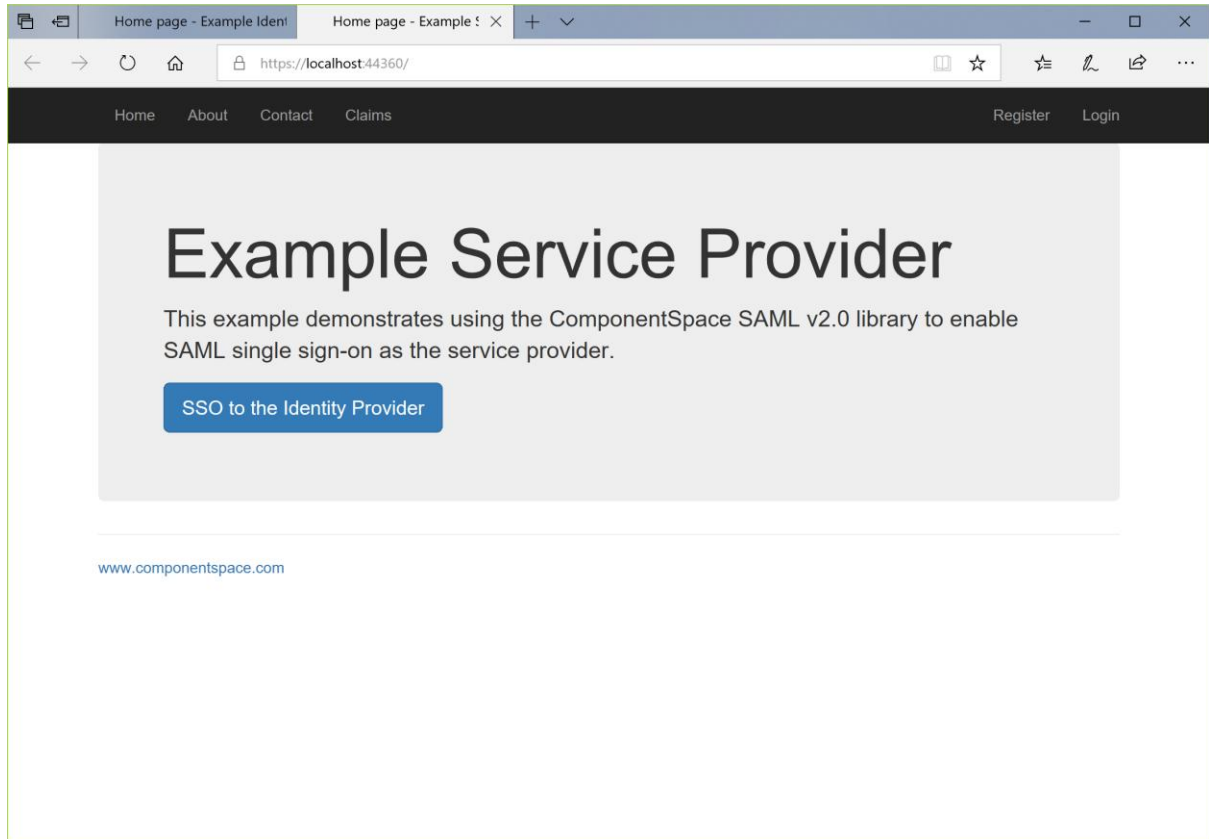 Home page - Example Ident
Home page - Example S
https://localhost:44360/
Home About Contact Claims Register Login
Example Service Provider
This example demonstrates using the ComponentSpace SAML v2.0 library to enable
SAML single sign-on as the service provider.
SSO to the Identity Provider
www.componentspace.com